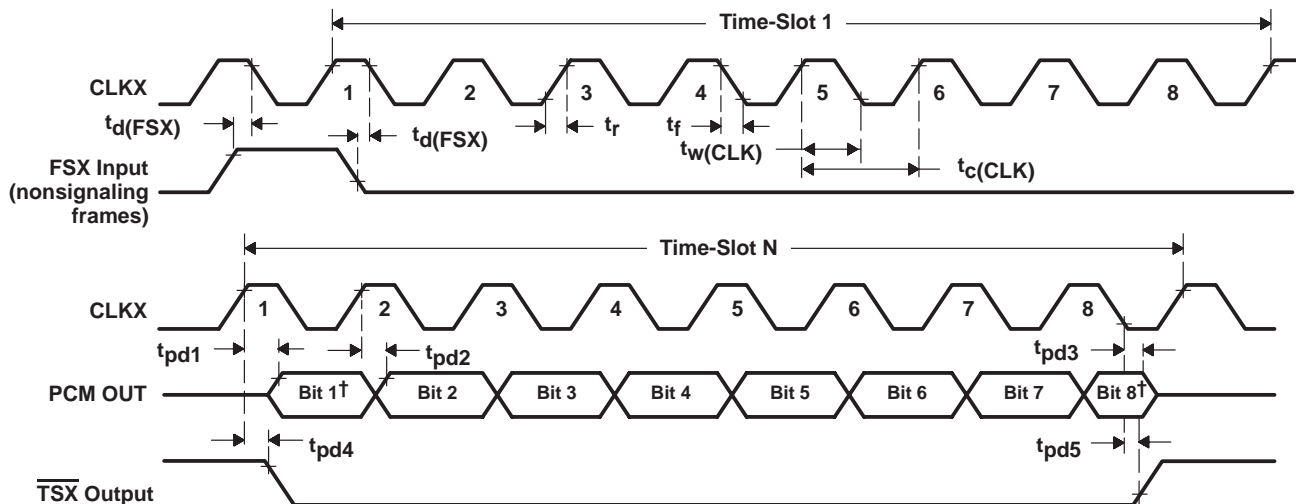 Time-Slot 1
CLKX
1 2 3 4 5 6 7 8
td(FSX)
td(FSX)
tr
tf
tw(CLK)
tc(CLK)
FSX Input
(nonsignaling
frames)
Time-Slot N
CLKX
1 2 3 4 5 6 7 8
tpd1
tpd2
tpd3
PCM OUT
Bit 1† Bit 2 Bit 3 Bit 4 Bit 5 Bit 6 Bit 7 Bit 8†
tpd4
tpd5
TSX Output